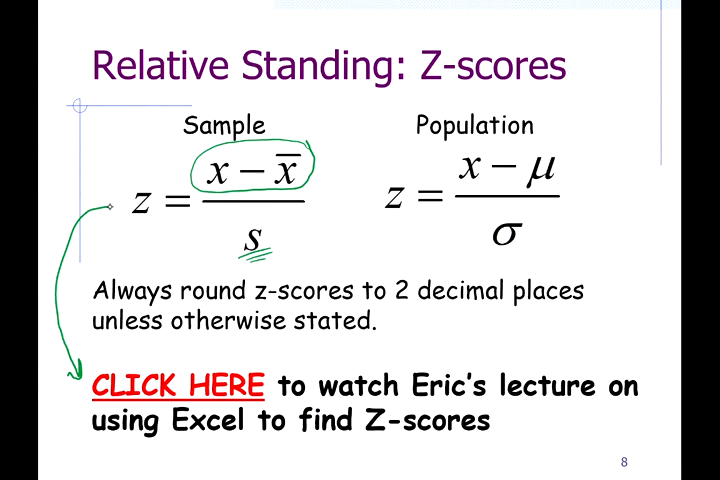 Relative Standing: Z-scores
Sample Population
z = (x − x̄) / s z = (x − μ) / σ
Always round z-scores to 2 decimal places
unless otherwise stated.
CLICK HERE to watch Eric's lecture on
using Excel to find Z-scores
8